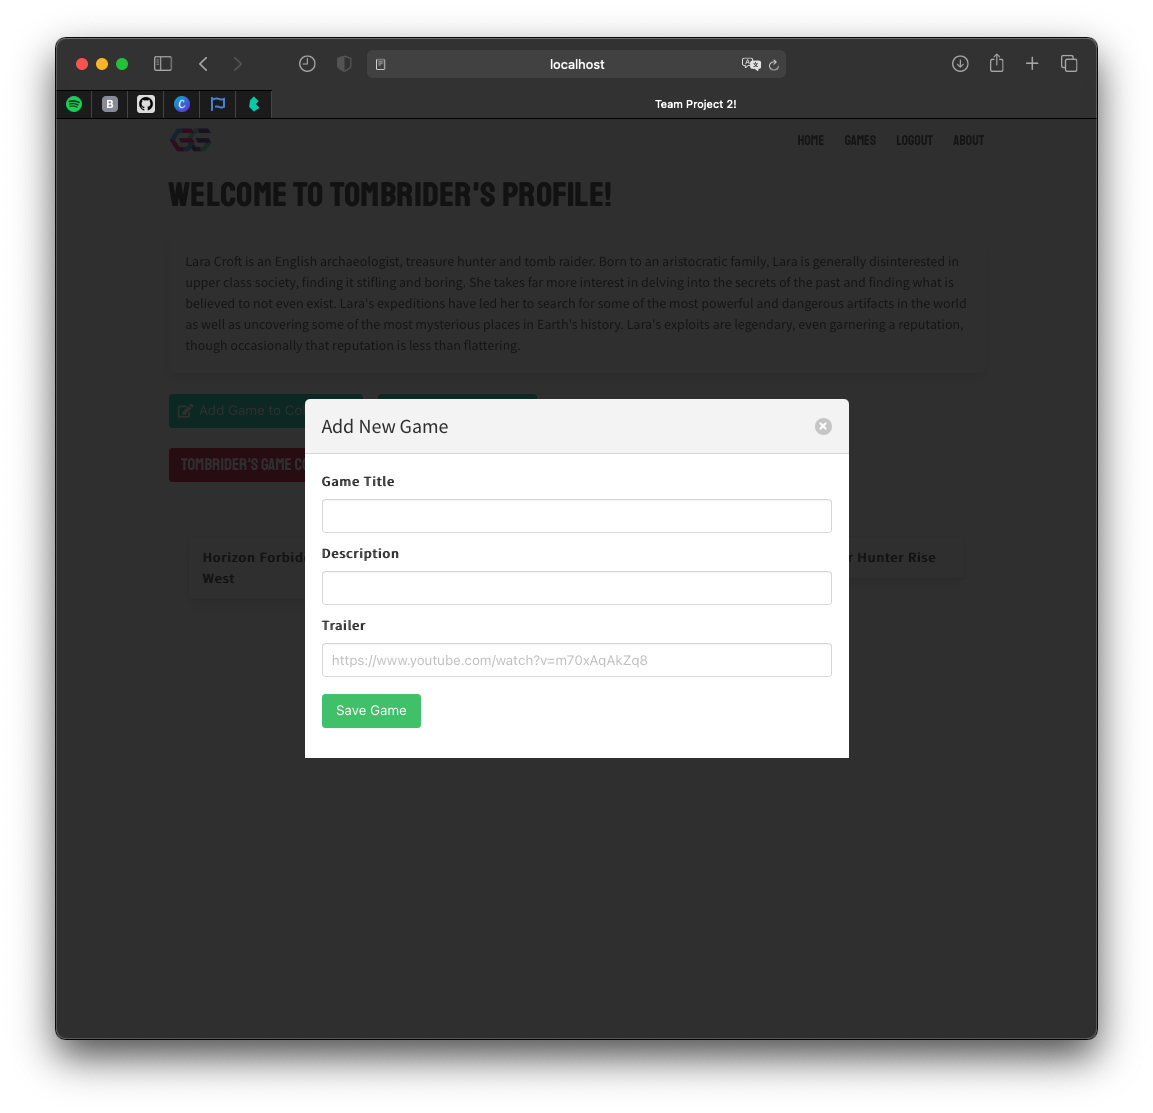 localhost
B
C
Team Project 2!
GS
HOME GAMES LOGOUT ABOUT
WELCOME TO TOMBRIDER'S PROFILE!
Lara Croft is an English archaeologist, treasure hunter and tomb raider. Born to an aristocratic family, Lara is generally disinterested in
upper class society, finding it stifling and boring. She takes far more interest in delving into the secrets of the past and finding what is
believed to not even exist. Lara's expeditions have led her to search for some of the most powerful and dangerous artifacts in the world
as well as uncovering some of the most mysterious places in Earth's history. Lara's exploits are legendary, even garnering a reputation,
though occasionally that reputation is less than flattering.
Add Game to Co
TOMBRIDER'S GAME CO
Horizon Forbid
West
r Hunter Rise
Add New Game
Game Title
Description
Trailer
https://www.youtube.com/watch?v=m70xAqAkZq8
Save Game